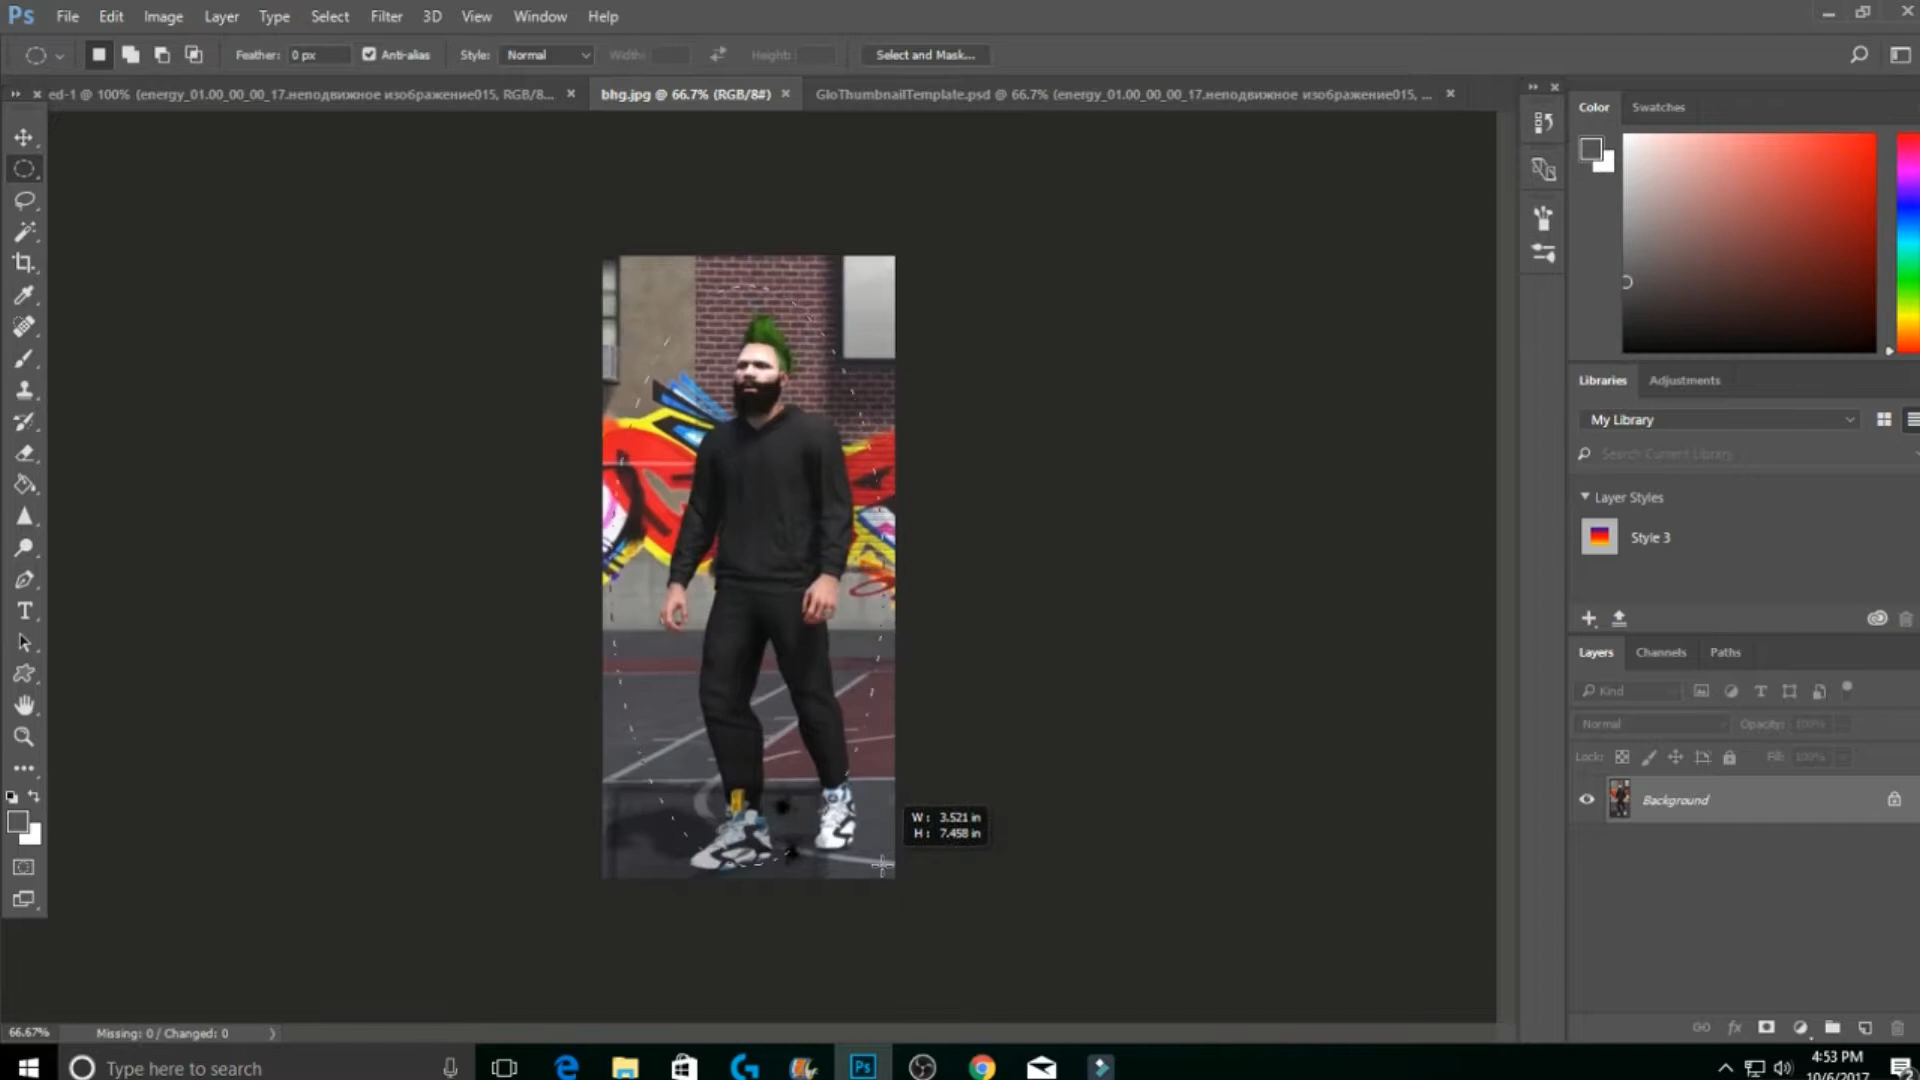 Ps File Edit Image Layer Type Select Filter 3D View Window Help
Feather: 0 px Anti-alias Style: Normal Width: Height: Select and Mask...
ed-1 @ 100% (energy_01.00_00_00_17.неподвижное изображение015, RGB/8...
bhg.jpg @ 66.7% (RGB/8#)
GloThumbnailTemplate.psd @ 66.7% (energy_01.00_00_00_17.неподвижное изображение015, ...
Color Swatches
Libraries Adjustments
My Library
Search Current Library
Layer Styles
Style 3
Layers Channels Paths
Kind
Normal Opacity: 100%
Lock: Fill: 100%
Background
W: 3.521 in
H: 7.458 in
66.67% Missing: 0 / Changed: 0
Type here to search
Ps
4:53 PM
10/6/2017
2